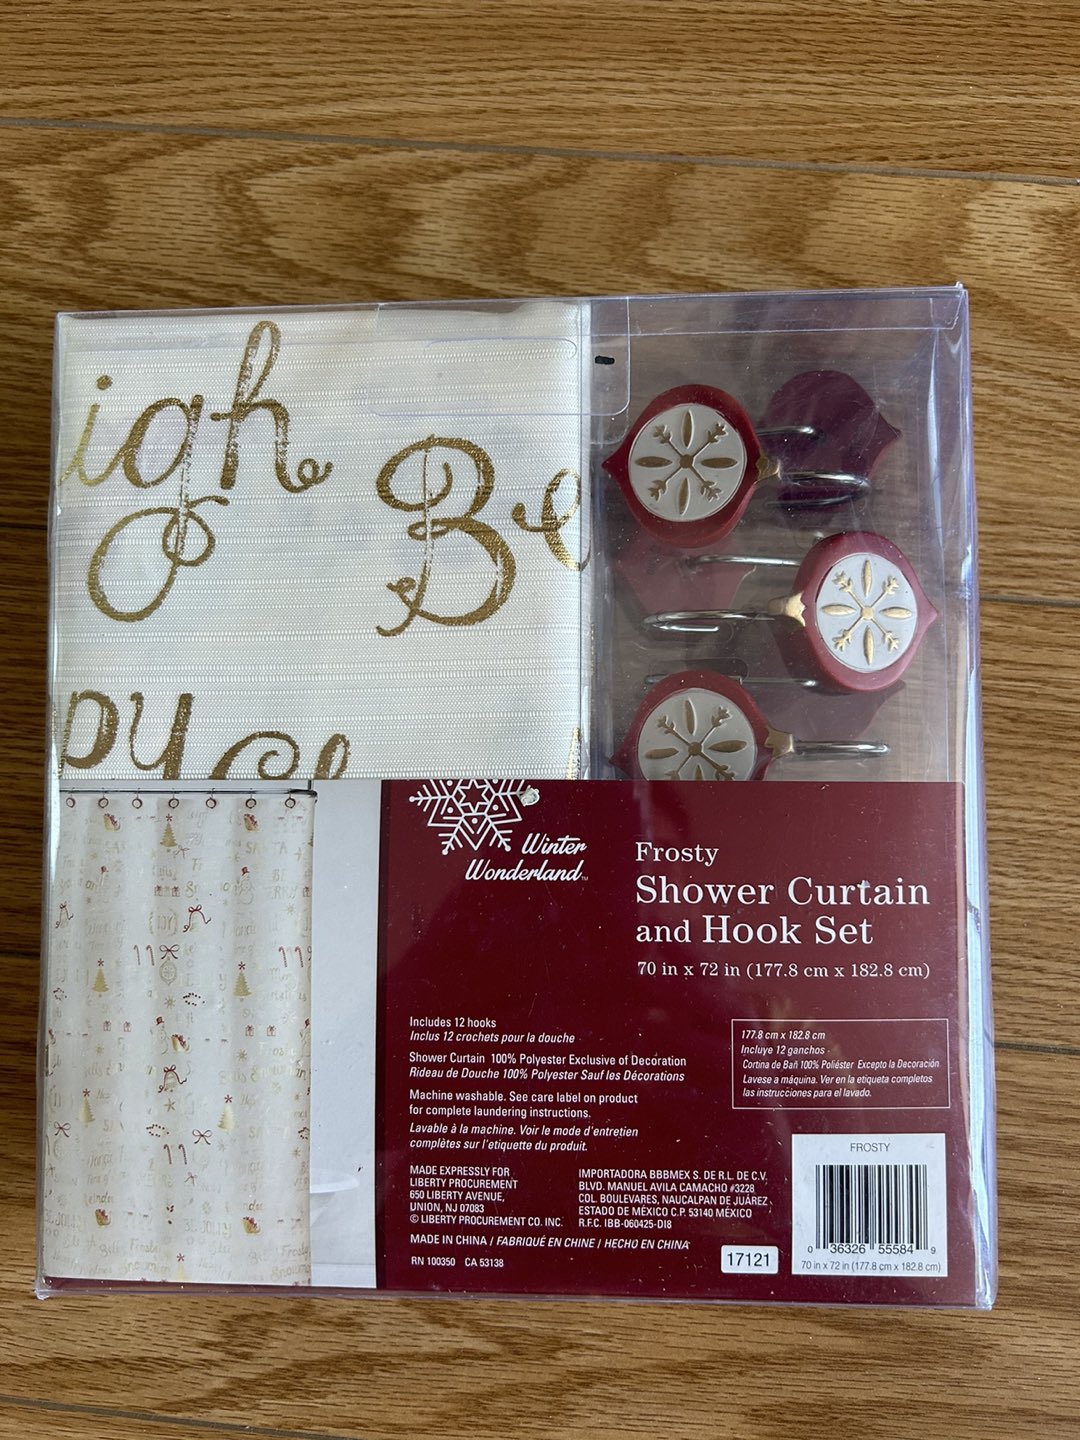 igh
Be
py
Winter
Wonderland™
Frosty
Shower Curtain
and Hook Set
70 in x 72 in (177.8 cm x 182.8 cm)
Includes 12 hooks
Inclus 12 crochets pour la douche
Shower Curtain 100% Polyester Exclusive of Decoration
Rideau de Douche 100% Polyester Sauf les Décorations
Machine washable. See care label on product
for complete laundering instructions.
Lavable à la machine. Voir le mode d'entretien
complètes sur l'etiquette du produit.
MADE EXPRESSLY FOR
LIBERTY PROCUREMENT
650 LIBERTY AVENUE,
UNION, NJ 07083
© LIBERTY PROCUREMENT CO. INC.
IMPORTADORA BBBMEX S. DE R.L. DE C.V.
BLVD. MANUEL AVILA CAMACHO #3228
COL. BOULEVARES, NAUCALPAN DE JUÁREZ
ESTADO DE MÉXICO C.P. 53140 MÉXICO
R.F.C. IBB-060425-DI8
MADE IN CHINA / FABRIQUÉ EN CHINE / HECHO EN CHINA
RN 100350 CA 53138
177.8 cm x 182.8 cm
Incluye 12 ganchos
Cortina de Bañ 100% Poliéster Excepto la Decoración
Lavese a máquina. Ver en la etiqueta completos
las instrucciones para el lavado.
FROSTY
0 36326 55584 9
70 in x 72 in (177.8 cm x 182.8 cm)
17121